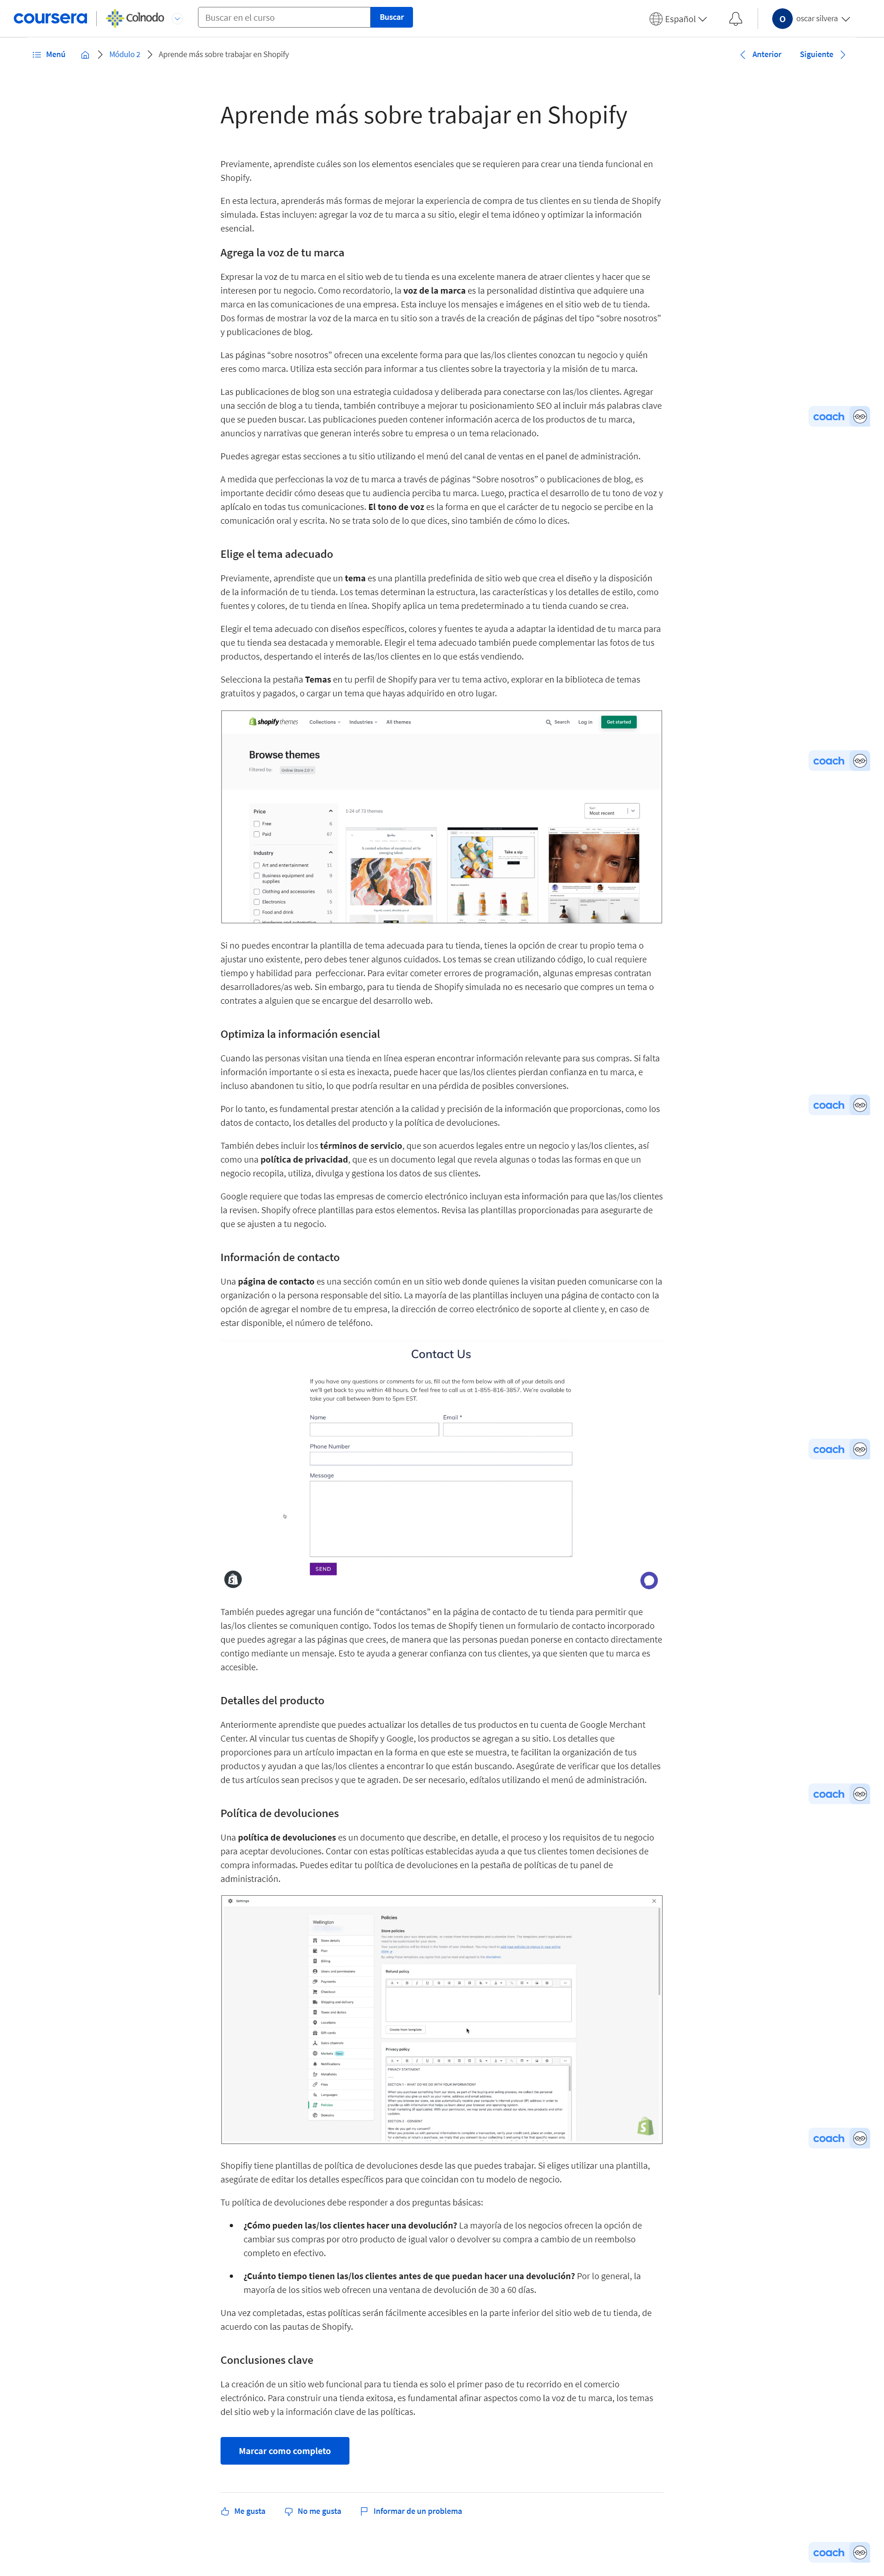 coursera
Colnodo
Buscar en el curso
Buscar
Español
O
oscar silvera
Menú
Módulo 2
Aprende más sobre trabajar en Shopify
Anterior
Siguiente
Aprende más sobre trabajar en Shopify
Previamente, aprendiste cuáles son los elementos esenciales que se requieren para crear una tienda funcional en
Shopify.
En esta lectura, aprenderás más formas de mejorar la experiencia de compra de tus clientes en su tienda de Shopify
simulada. Estas incluyen: agregar la voz de tu marca a su sitio, elegir el tema idóneo y optimizar la información
esencial.
Agrega la voz de tu marca
Expresar la voz de tu marca en el sitio web de tu tienda es una excelente manera de atraer clientes y hacer que se
interesen por tu negocio. Como recordatorio, la voz de la marca es la personalidad distintiva que adquiere una
marca en las comunicaciones de una empresa. Esta incluye los mensajes e imágenes en el sitio web de tu tienda.
Dos formas de mostrar la voz de la marca en tu sitio son a través de la creación de páginas del tipo “sobre nosotros”
y publicaciones de blog.
Las páginas “sobre nosotros” ofrecen una excelente forma para que las/los clientes conozcan tu negocio y quién
eres como marca. Utiliza esta sección para informar a tus clientes sobre la trayectoria y la misión de tu marca.
Las publicaciones de blog son una estrategia cuidadosa y deliberada para conectarse con las/los clientes. Agregar
una sección de blog a tu tienda, también contribuye a mejorar tu posicionamiento SEO al incluir más palabras clave
que se pueden buscar. Las publicaciones pueden contener información acerca de los productos de tu marca,
anuncios y narrativas que generan interés sobre tu empresa o un tema relacionado.
Puedes agregar estas secciones a tu sitio utilizando el menú del canal de ventas en el panel de administración.
A medida que perfeccionas la voz de tu marca a través de páginas “Sobre nosotros” o publicaciones de blog, es
importante decidir cómo deseas que tu audiencia perciba tu marca. Luego, practica el desarrollo de tu tono de voz y
aplícalo en todas tus comunicaciones. El tono de voz es la forma en que el carácter de tu negocio se percibe en la
comunicación oral y escrita. No se trata solo de lo que dices, sino también de cómo lo dices.
Elige el tema adecuado
Previamente, aprendiste que un tema es una plantilla predefinida de sitio web que crea el diseño y la disposición
de la información de tu tienda. Los temas determinan la estructura, las características y los detalles de estilo, como
fuentes y colores, de tu tienda en línea. Shopify aplica un tema predeterminado a tu tienda cuando se crea.
Elegir el tema adecuado con diseños específicos, colores y fuentes te ayuda a adaptar la identidad de tu marca para
que tu tienda sea destacada y memorable. Elegir el tema adecuado también puede complementar las fotos de tus
productos, despertando el interés de las/los clientes en lo que estás vendiendo.
Selecciona la pestaña Temas en tu perfil de Shopify para ver tu tema activo, explorar en la biblioteca de temas
gratuitos y pagados, o cargar un tema que hayas adquirido en otro lugar.
shopify themes
Collections
Industries
All themes
Search
Log in
Get started
Browse themes
Filtered by:
Online Store 2.0 ×
Price
Free 6
Paid 67
Industry
Art and entertainment 11
Business equipment and 9
supplies
Clothing and accessories 55
Electronics 5
Food and drink 15
1-24 of 73 themes
Most recent
Take a sip
Si no puedes encontrar la plantilla de tema adecuada para tu tienda, tienes la opción de crear tu propio tema o
ajustar uno existente, pero debes tener algunos cuidados. Los temas se crean utilizando código, lo cual requiere
tiempo y habilidad para perfeccionar. Para evitar cometer errores de programación, algunas empresas contratan
desarrolladores/as web. Sin embargo, para tu tienda de Shopify simulada no es necesario que compres un tema o
contrates a alguien que se encargue del desarrollo web.
Optimiza la información esencial
Cuando las personas visitan una tienda en línea esperan encontrar información relevante para sus compras. Si falta
información importante o si esta es inexacta, puede hacer que las/los clientes pierdan confianza en tu marca, e
incluso abandonen tu sitio, lo que podría resultar en una pérdida de posibles conversiones.
Por lo tanto, es fundamental prestar atención a la calidad y precisión de la información que proporcionas, como los
datos de contacto, los detalles del producto y la política de devoluciones.
También debes incluir los términos de servicio, que son acuerdos legales entre un negocio y las/los clientes, así
como una política de privacidad, que es un documento legal que revela algunas o todas las formas en que un
negocio recopila, utiliza, divulga y gestiona los datos de sus clientes.
Google requiere que todas las empresas de comercio electrónico incluyan esta información para que las/los clientes
la revisen. Shopify ofrece plantillas para estos elementos. Revisa las plantillas proporcionadas para asegurarte de
que se ajusten a tu negocio.
Información de contacto
Una página de contacto es una sección común en un sitio web donde quienes la visitan pueden comunicarse con la
organización o la persona responsable del sitio. La mayoría de las plantillas incluyen una página de contacto con la
opción de agregar el nombre de tu empresa, la dirección de correo electrónico de soporte al cliente y, en caso de
estar disponible, el número de teléfono.
Contact Us
If you have any questions or comments for us, fill out the form below with all of your details and
we'll get back to you within 48 hours. Or feel free to call us at 1-855-816-3857. We're available to
take your call between 9am to 5pm EST.
Name
Email *
Phone Number
Message
SEND
También puedes agregar una función de “contáctanos” en la página de contacto de tu tienda para permitir que
las/los clientes se comuniquen contigo. Todos los temas de Shopify tienen un formulario de contacto incorporado
que puedes agregar a las páginas que crees, de manera que las personas puedan ponerse en contacto directamente
contigo mediante un mensaje. Esto te ayuda a generar confianza con tus clientes, ya que sienten que tu marca es
accesible.
Detalles del producto
Anteriormente aprendiste que puedes actualizar los detalles de tus productos en tu cuenta de Google Merchant
Center. Al vincular tus cuentas de Shopify y Google, los productos se agregan a su sitio. Los detalles que
proporciones para un artículo impactan en la forma en que este se muestra, te facilitan la organización de tus
productos y ayudan a que las/los clientes a encontrar lo que están buscando. Asegúrate de verificar que los detalles
de tus artículos sean precisos y que te agraden. De ser necesario, edítalos utilizando el menú de administración.
Política de devoluciones
Una política de devoluciones es un documento que describe, en detalle, el proceso y los requisitos de tu negocio
para aceptar devoluciones. Contar con estas políticas establecidas ayuda a que tus clientes tomen decisiones de
compra informadas. Puedes editar tu política de devoluciones en la pestaña de políticas de tu panel de
administración.
Settings
Wellington
Store details
Plan
Billing
Users and permissions
Payments
Checkout
Shipping and delivery
Taxes and duties
Locations
Gift cards
Sales channels
Markets
Notifications
Metafields
Files
Languages
Policies
Domains
Policies
Store policies
Refund policy
Create from template
Privacy policy
PRIVACY STATEMENT
SECTION 1 - WHAT DO WE DO WITH YOUR INFORMATION?
SECTION 2 - CONSENT
How do you get my consent?
Shopifiy tiene plantillas de política de devoluciones desde las que puedes trabajar. Si eliges utilizar una plantilla,
asegúrate de editar los detalles específicos para que coincidan con tu modelo de negocio.
Tu política de devoluciones debe responder a dos preguntas básicas:
• ¿Cómo pueden las/los clientes hacer una devolución? La mayoría de los negocios ofrecen la opción de
cambiar sus compras por otro producto de igual valor o devolver su compra a cambio de un reembolso
completo en efectivo.
• ¿Cuánto tiempo tienen las/los clientes antes de que puedan hacer una devolución? Por lo general, la
mayoría de los sitios web ofrecen una ventana de devolución de 30 a 60 días.
Una vez completadas, estas políticas serán fácilmente accesibles en la parte inferior del sitio web de tu tienda, de
acuerdo con las pautas de Shopify.
Conclusiones clave
La creación de un sitio web funcional para tu tienda es solo el primer paso de tu recorrido en el comercio
electrónico. Para construir una tienda exitosa, es fundamental afinar aspectos como la voz de tu marca, los temas
del sitio web y la información clave de las políticas.
Marcar como completo
Me gusta
No me gusta
Informar de un problema
coach
coach
coach
coach
coach
coach
coach